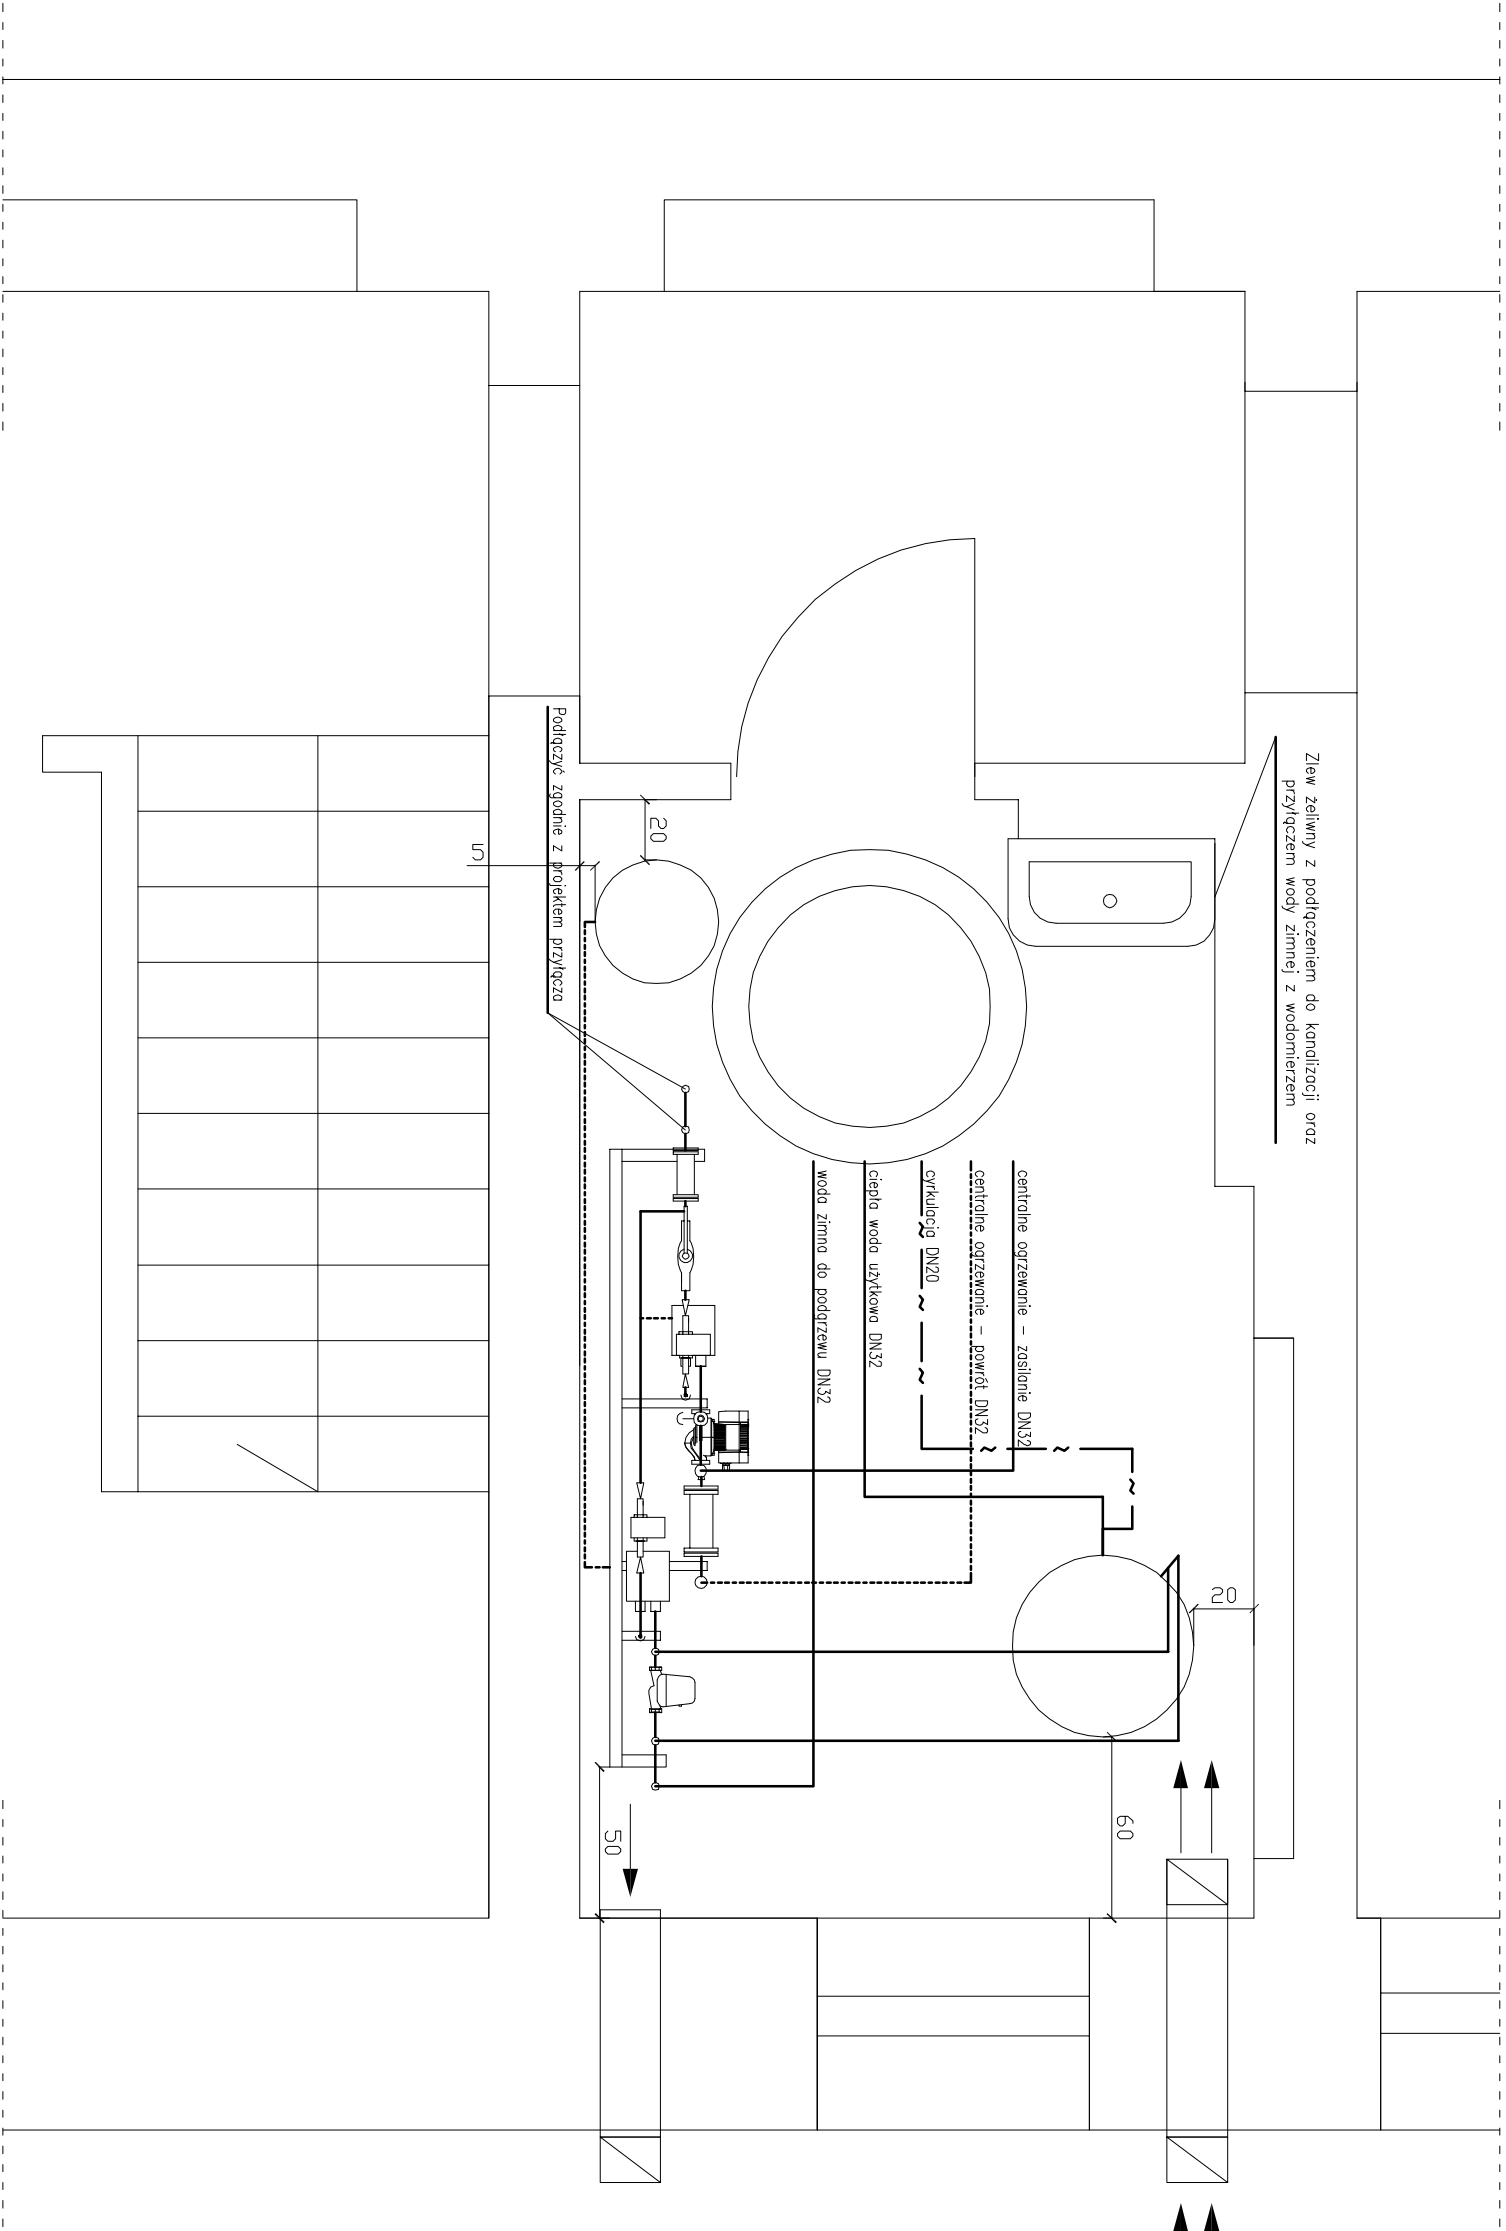 Zlew żeliwny z podłączeniem do kanalizacji oraz
przyłączem wody zimnej z wodomierzem
Podłączyć zgodnie z projektem przyłącza
20
5
centralne ogrzewanie – zasilanie DN32
centralne ogrzewanie – powrót DN32
cyrkulacja DN20
ciepła woda użytkowa DN32
woda zimna do podgrzewu DN32
20
60
50